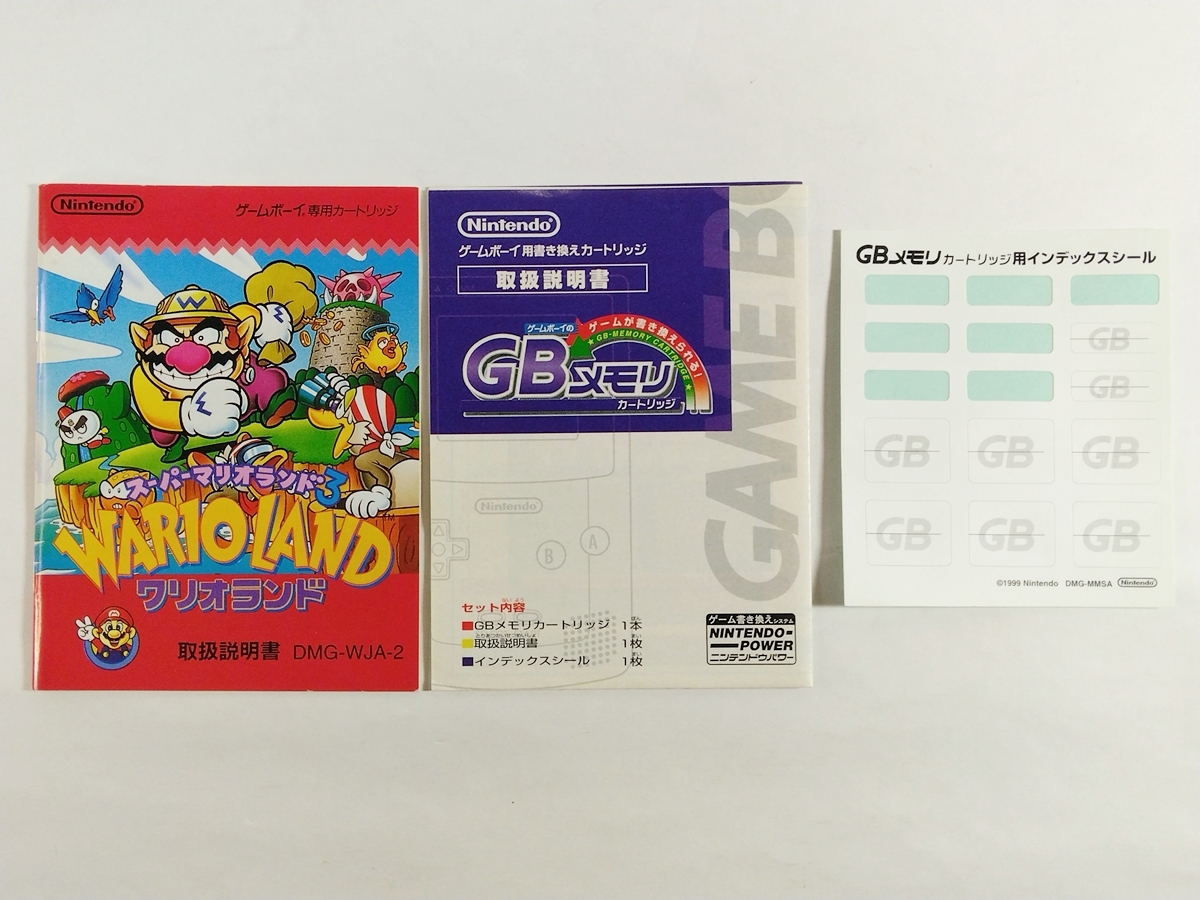 Nintendo
ゲームボーイ®専用カートリッジ
W
スーパーマリオランド・3
WARIO LAND
TM
ワリオランド
取扱説明書 DMG-WJA-2
Nintendo
ゲームボーイ用書き換えカートリッジ
取扱説明書
ゲームボーイの
ゲームが書き換えられる!
★GB-MEMORY CARTRIDGE★
GBメモリ
カートリッジ
GAME BO
Nintendo
B
A
セット内容
GBメモリカートリッジ 1本
取扱説明書 1枚
インデックスシール 1枚
ゲーム書き換えシステム
NINTENDO-
POWER
ニンテンドウパワー
GBメモリカートリッジ用インデックスシール
GB
GB
GB GB GB
GB GB GB
©1999 Nintendo DMG-MMSA Nintendo